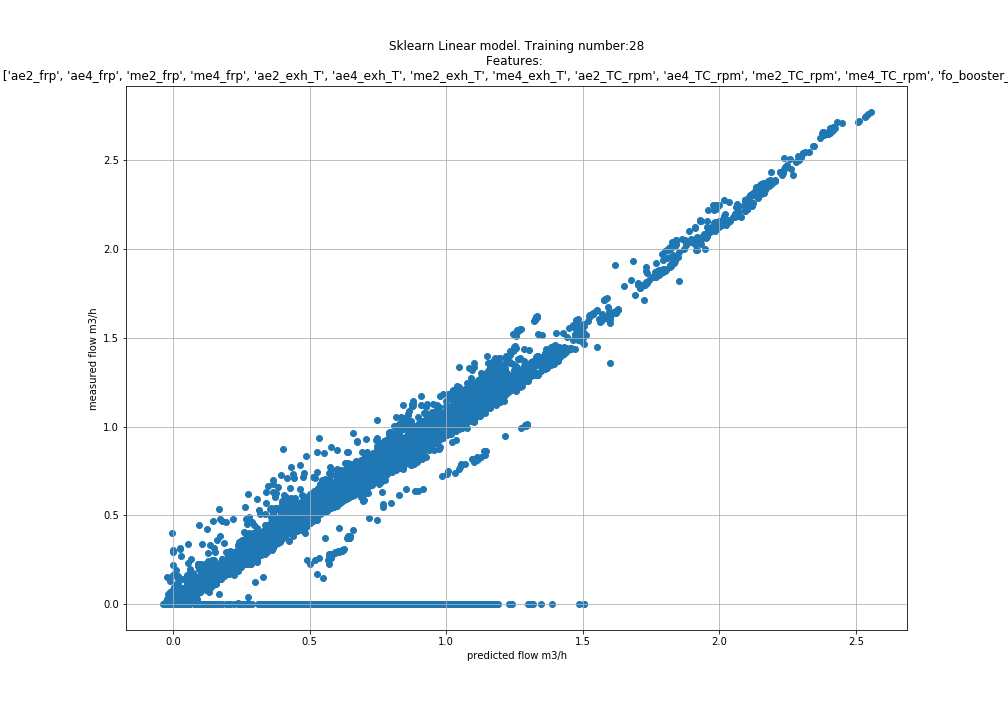 Sklearn Linear model. Training number:28
Features:
['ae2_frp', 'ae4_frp', 'me2_frp', 'me4_frp', 'ae2_exh_T', 'ae4_exh_T', 'me2_exh_T', 'me4_exh_T', 'ae2_TC_rpm', 'ae4_TC_rpm', 'me2_TC_rpm', 'me4_TC_rpm', 'fo_booster_
2.5
2.0
1.5
1.0
0.5
0.0
measured flow m3/h
0.0 0.5 1.0 1.5 2.0 2.5
predicted flow m3/h